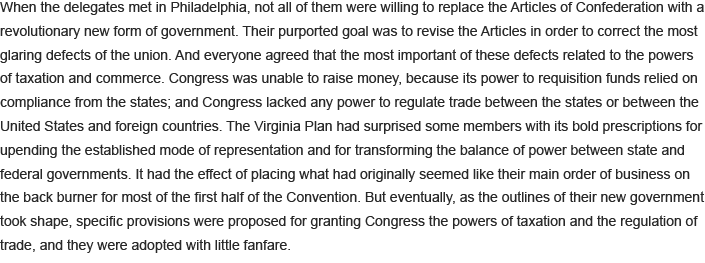 When the delegates met in Philadelphia, not all of them were willing to replace the Articles of Confederation with a
revolutionary new form of government. Their purported goal was to revise the Articles in order to correct the most
glaring defects of the union. And everyone agreed that the most important of these defects related to the powers
of taxation and commerce. Congress was unable to raise money, because its power to requisition funds relied on
compliance from the states; and Congress lacked any power to regulate trade between the states or between the
United States and foreign countries. The Virginia Plan had surprised some members with its bold prescriptions for
upending the established mode of representation and for transforming the balance of power between state and
federal governments. It had the effect of placing what had originally seemed like their main order of business on
the back burner for most of the first half of the Convention. But eventually, as the outlines of their new government
took shape, specific provisions were proposed for granting Congress the powers of taxation and the regulation of
trade, and they were adopted with little fanfare.